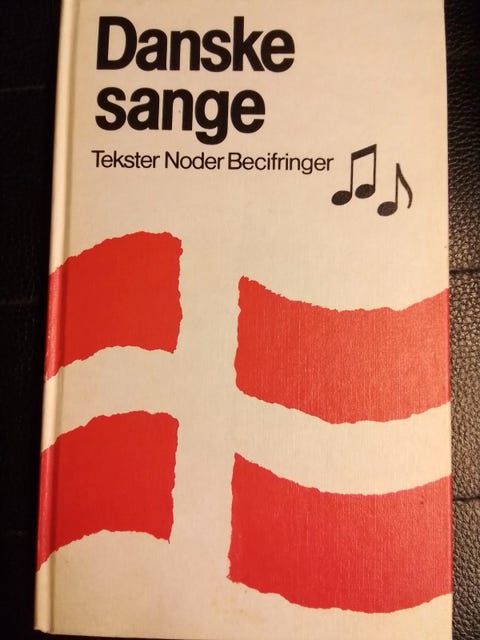 Danske
sange
Tekster Noder Becifringer